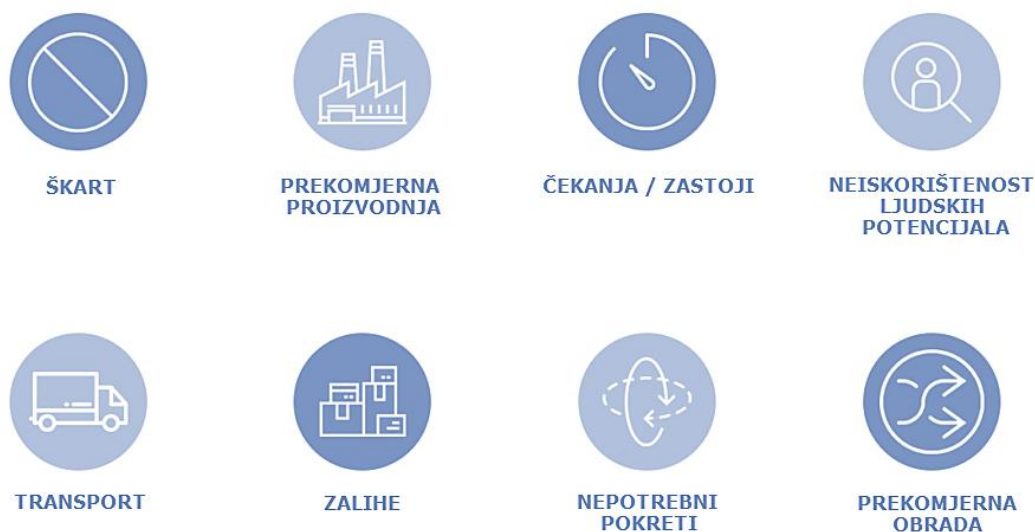 ŠKART
PREKOMJERNA
PROIZVODNJA
ČEKANJA / ZASTOJI
NEISKORIŠTENOST
LJUDSKIH
POTENCIJALA
TRANSPORT
ZALIHE
NEPOTREBNI
POKRETI
PREKOMJERNA
OBRADA